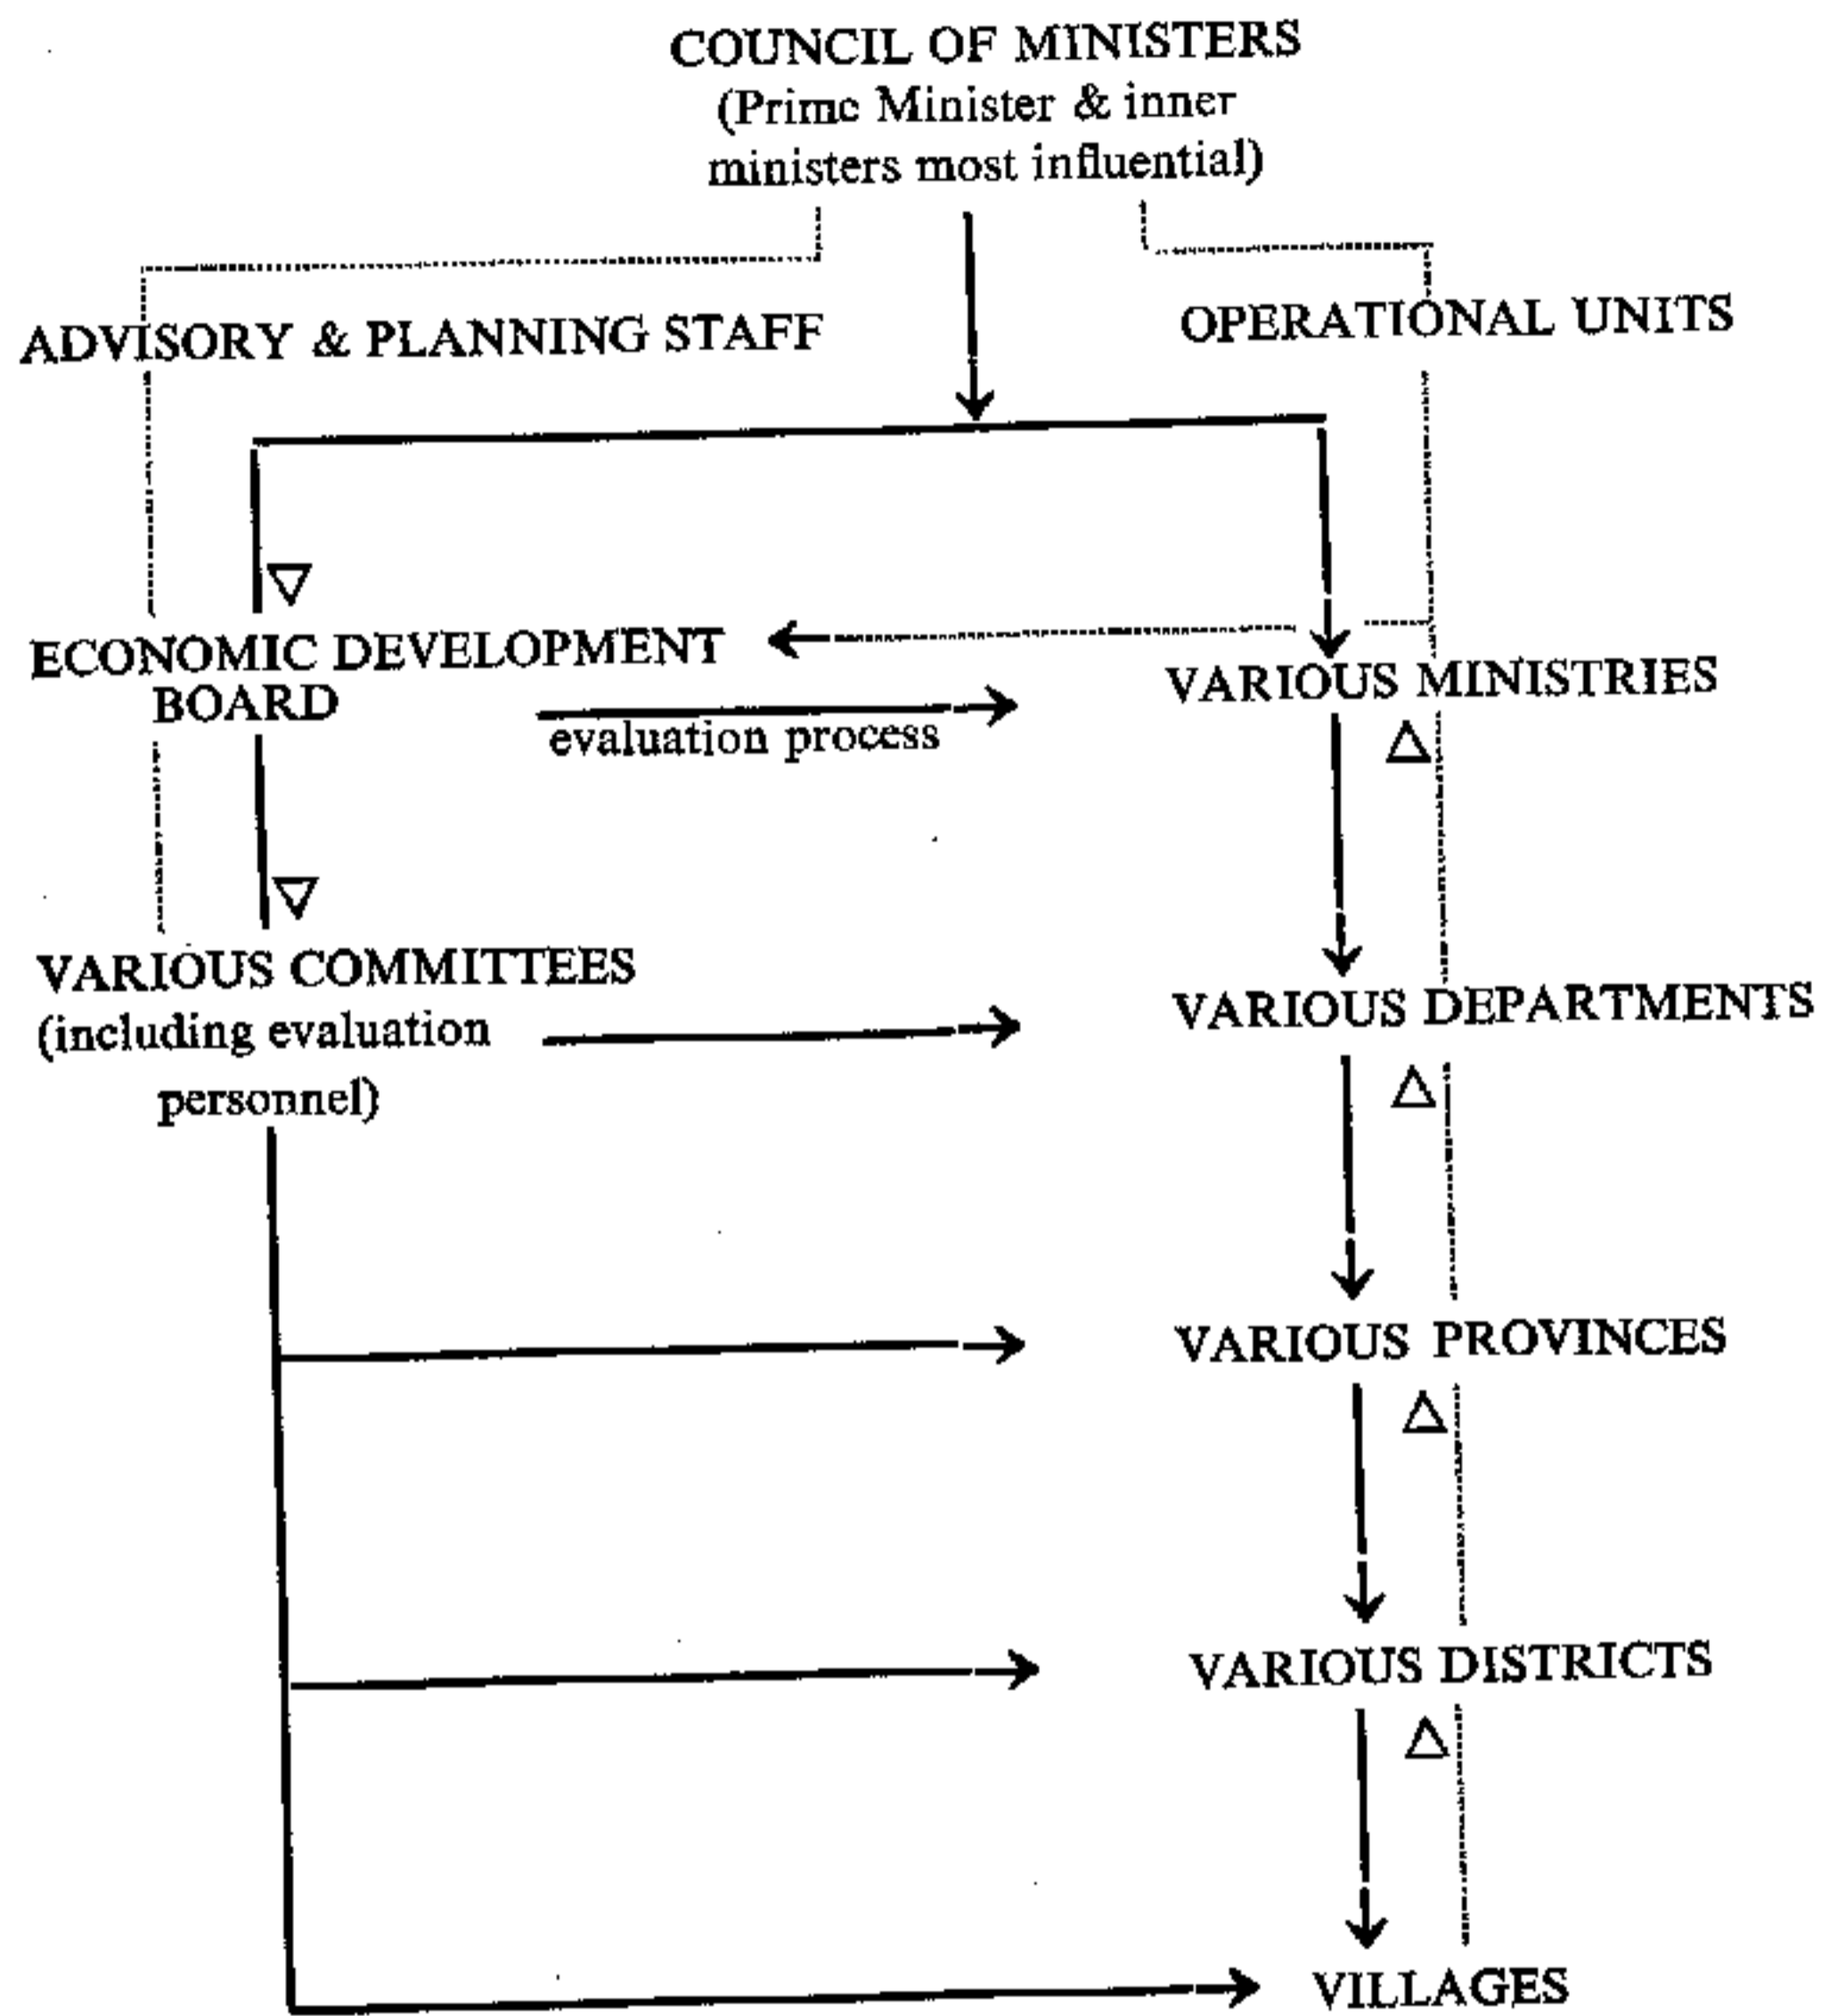 COUNCIL OF MINISTERS
(Prime Minister & inner
ministers most influential)
ADVISORY & PLANNING STAFF
OPERATIONAL UNITS
ECONOMIC DEVELOPMENT
BOARD
VARIOUS MINISTRIES
evaluation process
VARIOUS COMMITTEES
(including evaluation
personnel)
VARIOUS DEPARTMENTS
VARIOUS PROVINCES
VARIOUS DISTRICTS
VILLAGES